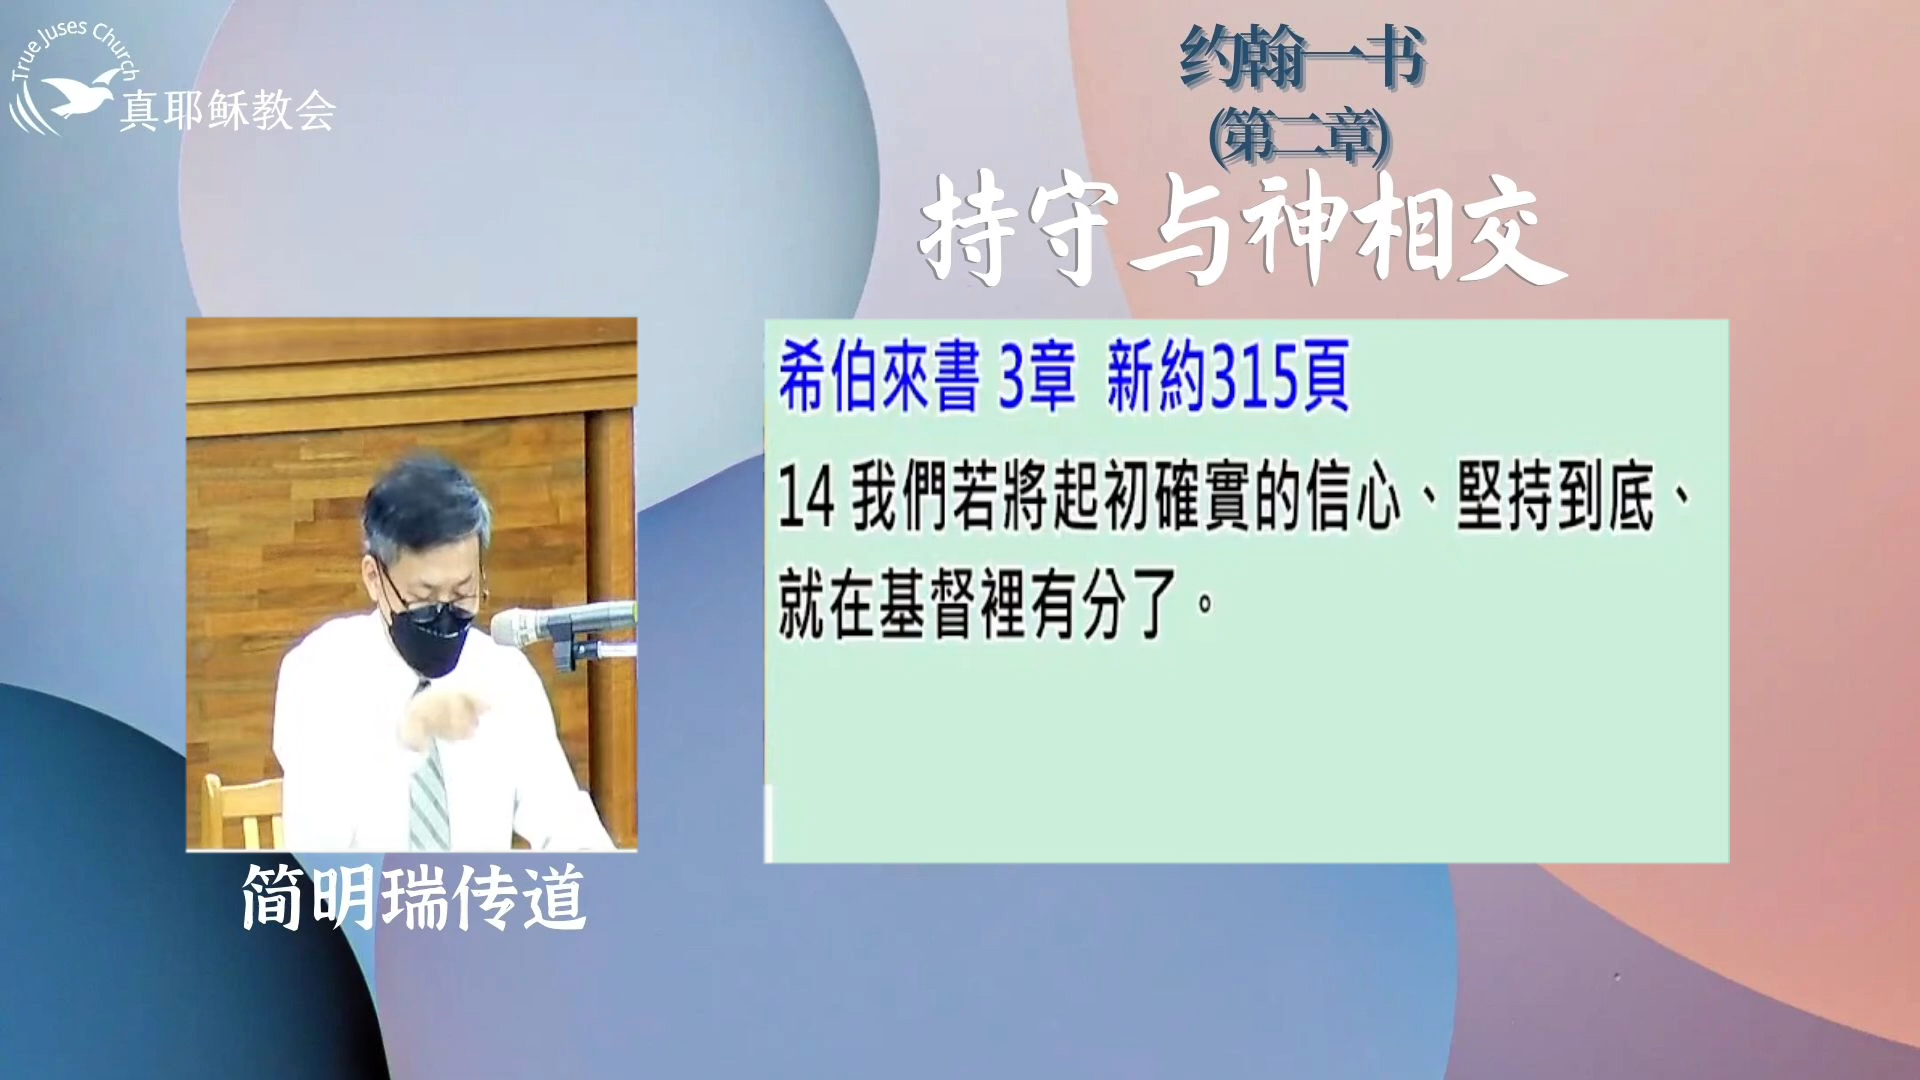 True Juses Church
真耶稣教会
约翰一书
(第二章)
持守与神相交
希伯來書 3章 新約315頁
14 我們若將起初確實的信心、堅持到底、
就在基督裡有分了。
简明瑞传道